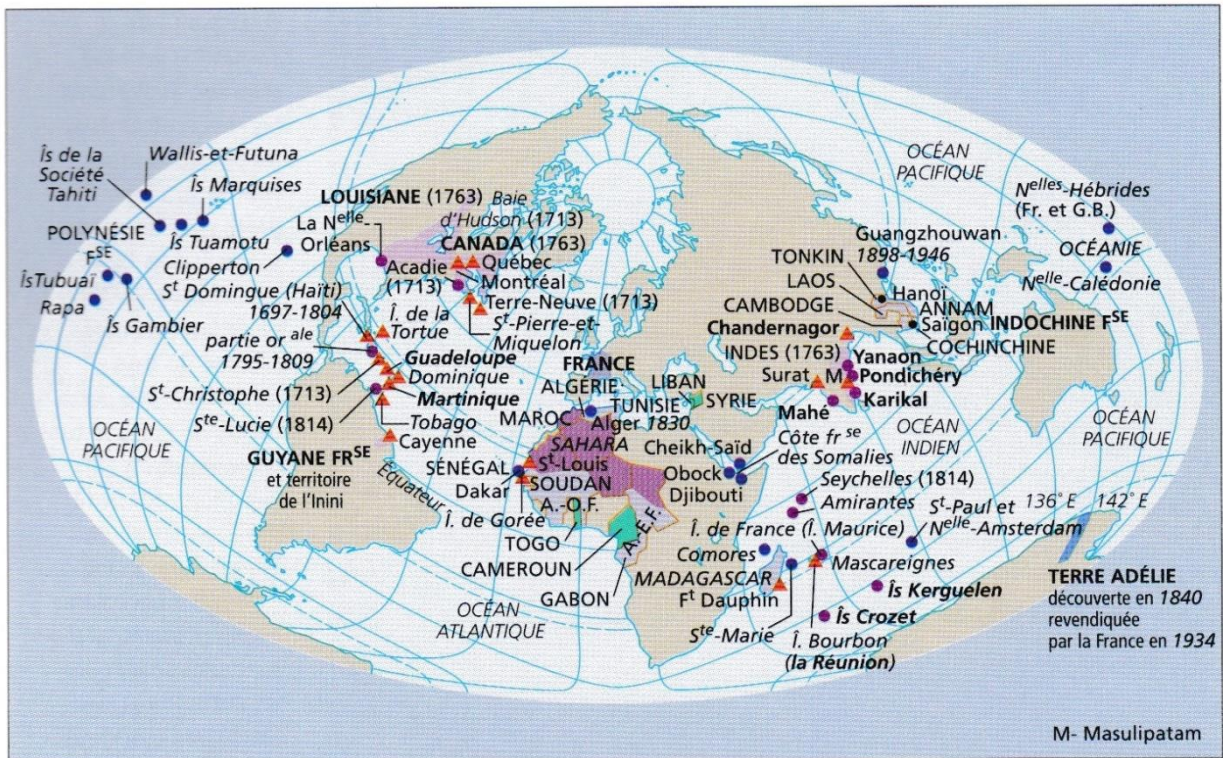 Îs de la
Société
Tahiti
Wallis-et-Futuna
Îs Marquises
POLYNÉSIE
FSE
Îs Tuamotu
ÎsTubuaï
Rapa
Îs Gambier
Clipperton
LOUISIANE (1763)
La Nelle-
Orléans
Baie
d'Hudson (1713)
CANADA (1763)
Québec
Acadie
(1713)
Montréal
Terre-Neuve (1713)
St-Pierre-et-
Miquelon
St Domingue (Haïti)
1697-1804
Î. de la
Tortue
partie orale
1795-1809
Guadeloupe
Dominique
St-Christophe (1713)
Martinique
Ste-Lucie (1814)
Tobago
Cayenne
OCÉAN
PACIFIQUE
GUYANE FRSE
et territoire
de l'Inini
Équateur
OCÉAN
ATLANTIQUE
FRANCE
ALGÉRIE
MAROC
TUNISIE
Alger 1830
LIBAN
SYRIE
SAHARA
SÉNÉGAL
St-Louis
Dakar
SOUDAN
A.-O.F.
Î. de Gorée
TOGO
CAMEROUN
A.-E.F.
GABON
Cheikh-Saïd
Obock
Djibouti
Côte frse
des Somalies
Seychelles (1814)
Amirantes
Î. de France (Î. Maurice)
Comores
Mascareignes
MADAGASCAR
Ft Dauphin
Ste-Marie
Î. Bourbon
(la Réunion)
Îs Crozet
Îs Kerguelen
St-Paul et
Nelle-Amsterdam
136° E
142° E
OCÉAN
PACIFIQUE
Nelles-Hébrides
(Fr. et G.B.)
OCÉANIE
Nelle-Calédonie
Guangzhouwan
1898-1946
TONKIN
LAOS
Hanoï
CAMBODGE
ANNAM
Saïgon
INDOCHINE FSE
COCHINCHINE
Chandernagor
INDES (1763)
Yanaon
Surat
M
Pondichéry
Karikal
Mahé
OCÉAN
INDIEN
OCÉAN
PACIFIQUE
TERRE ADÉLIE
découverte en 1840
revendiquée
par la France en 1934
M- Masulipatam